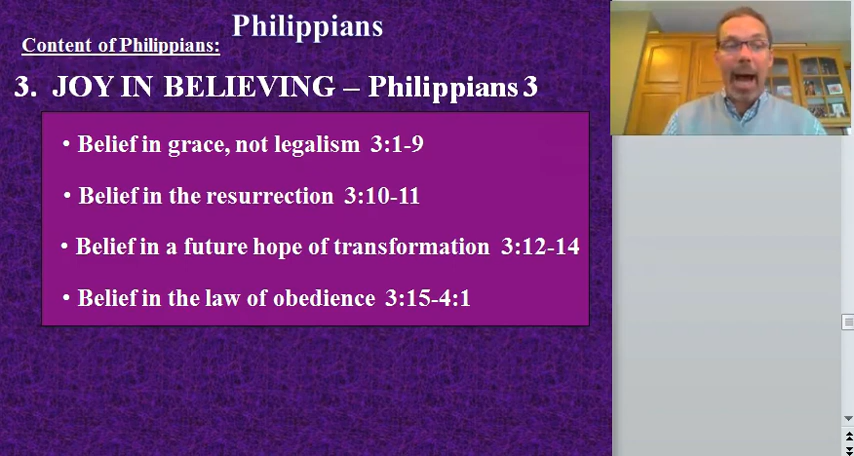 Philippians
Content of Philippians:
3. JOY IN BELIEVING – Philippians 3
• Belief in grace, not legalism 3:1-9
• Belief in the resurrection 3:10-11
• Belief in a future hope of transformation 3:12-14
• Belief in the law of obedience 3:15-4:1